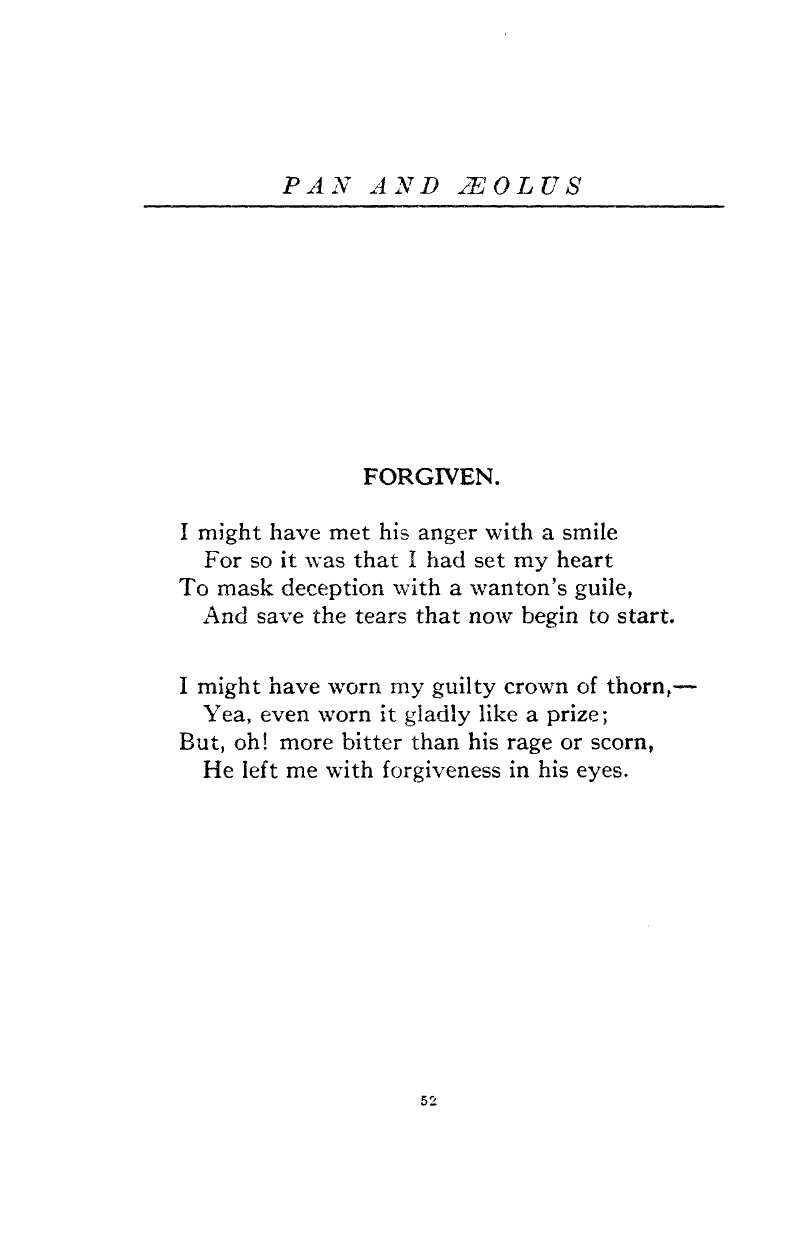 PAN AND ÆOLUS
FORGIVEN.
I might have met his anger with a smile
For so it was that I had set my heart
To mask deception with a wanton's guile,
And save the tears that now begin to start.
I might have worn my guilty crown of thorn,—
Yea, even worn it gladly like a prize;
But, oh! more bitter than his rage or scorn,
He left me with forgiveness in his eyes.
52